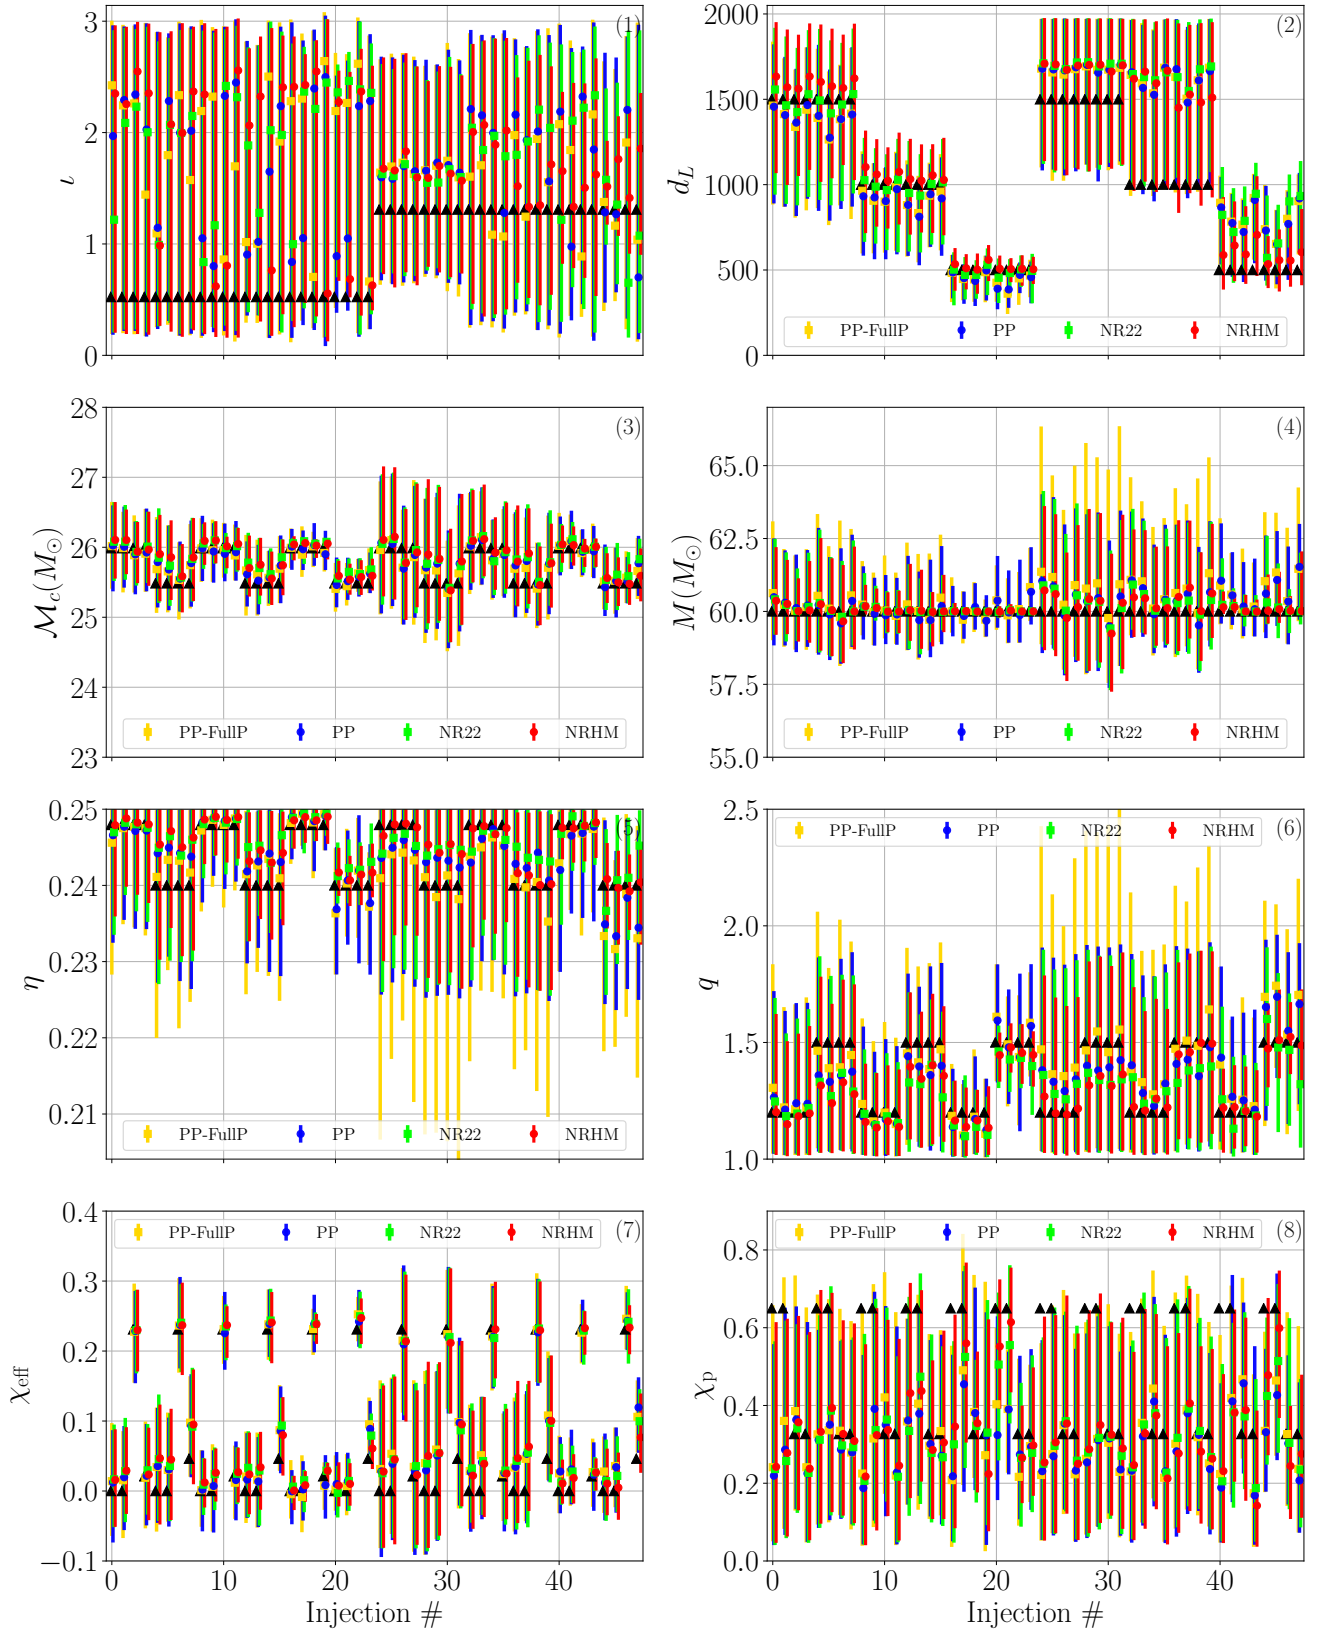 (1)
3
2
1
0
ι
(2)
2000
1500
1000
500
d_L
PP-FullP PP NR22 NRHM
(3)
28
27
26
25
24
23
ℳ_c(M_⊙)
PP-FullP PP NR22 NRHM
(4)
65.0
62.5
60.0
57.5
55.0
M(M_⊙)
PP-FullP PP NR22 NRHM
(5)
0.25
0.24
0.23
0.22
0.21
η
PP-FullP PP NR22 NRHM
(6)
2.5
2.0
1.5
1.0
q
PP-FullP PP NR22 NRHM
(7)
0.4
0.3
0.2
0.1
0.0
−0.1
χ_eff
PP-FullP PP NR22 NRHM
0 10 20 30 40
Injection #
(8)
0.8
0.6
0.4
0.2
0.0
χ_p
PP-FullP PP NR22 NRHM
0 10 20 30 40
Injection #